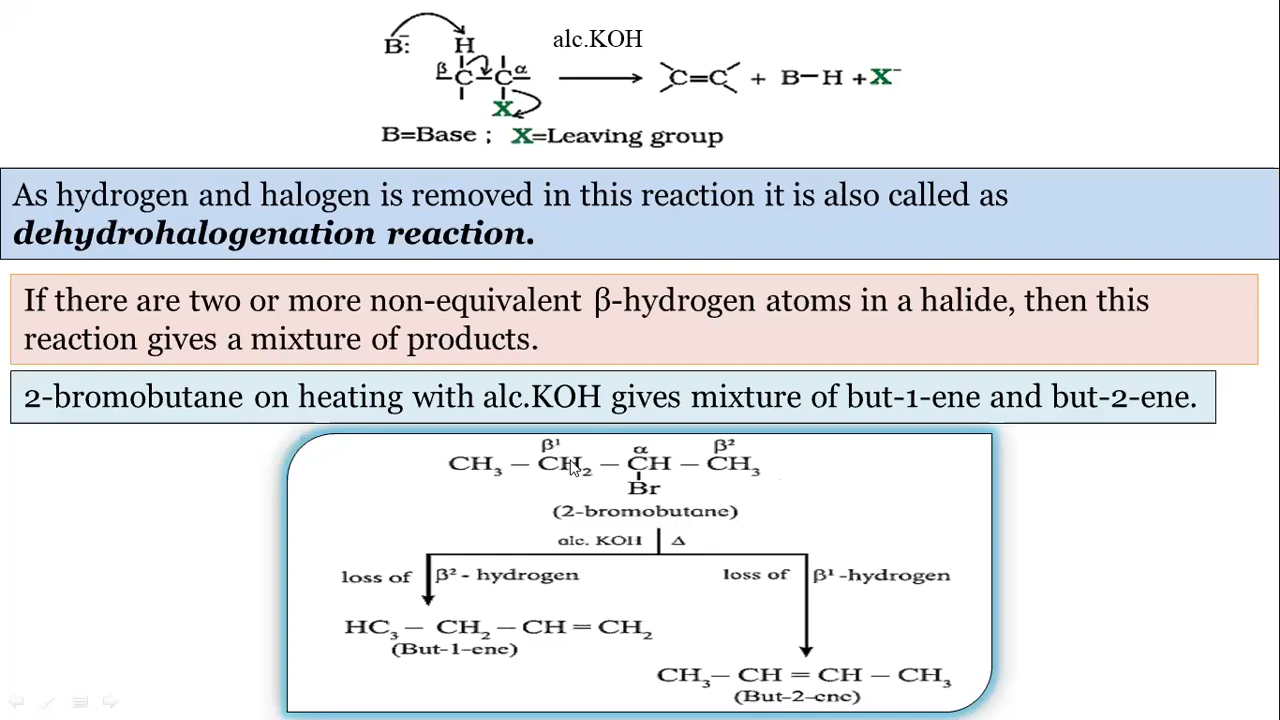 alc.KOH
B:⁻ H
β C – C α ⟶ C=C + B–H + X⁻
X
B=Base ; X=Leaving group
As hydrogen and halogen is removed in this reaction it is also called as
dehydrohalogenation reaction.
If there are two or more non-equivalent β-hydrogen atoms in a halide, then this
reaction gives a mixture of products.
2-bromobutane on heating with alc.KOH gives mixture of but-1-ene and but-2-ene.
β¹ α β²
CH₃ – CH₂ – CH – CH₃
Br
(2-bromobutane)
alc. KOH Δ
loss of β² - hydrogen loss of β¹ -hydrogen
HC₃ – CH₂ – CH = CH₂
(But-1-ene)
CH₃– CH = CH – CH₃
(But-2-ene)